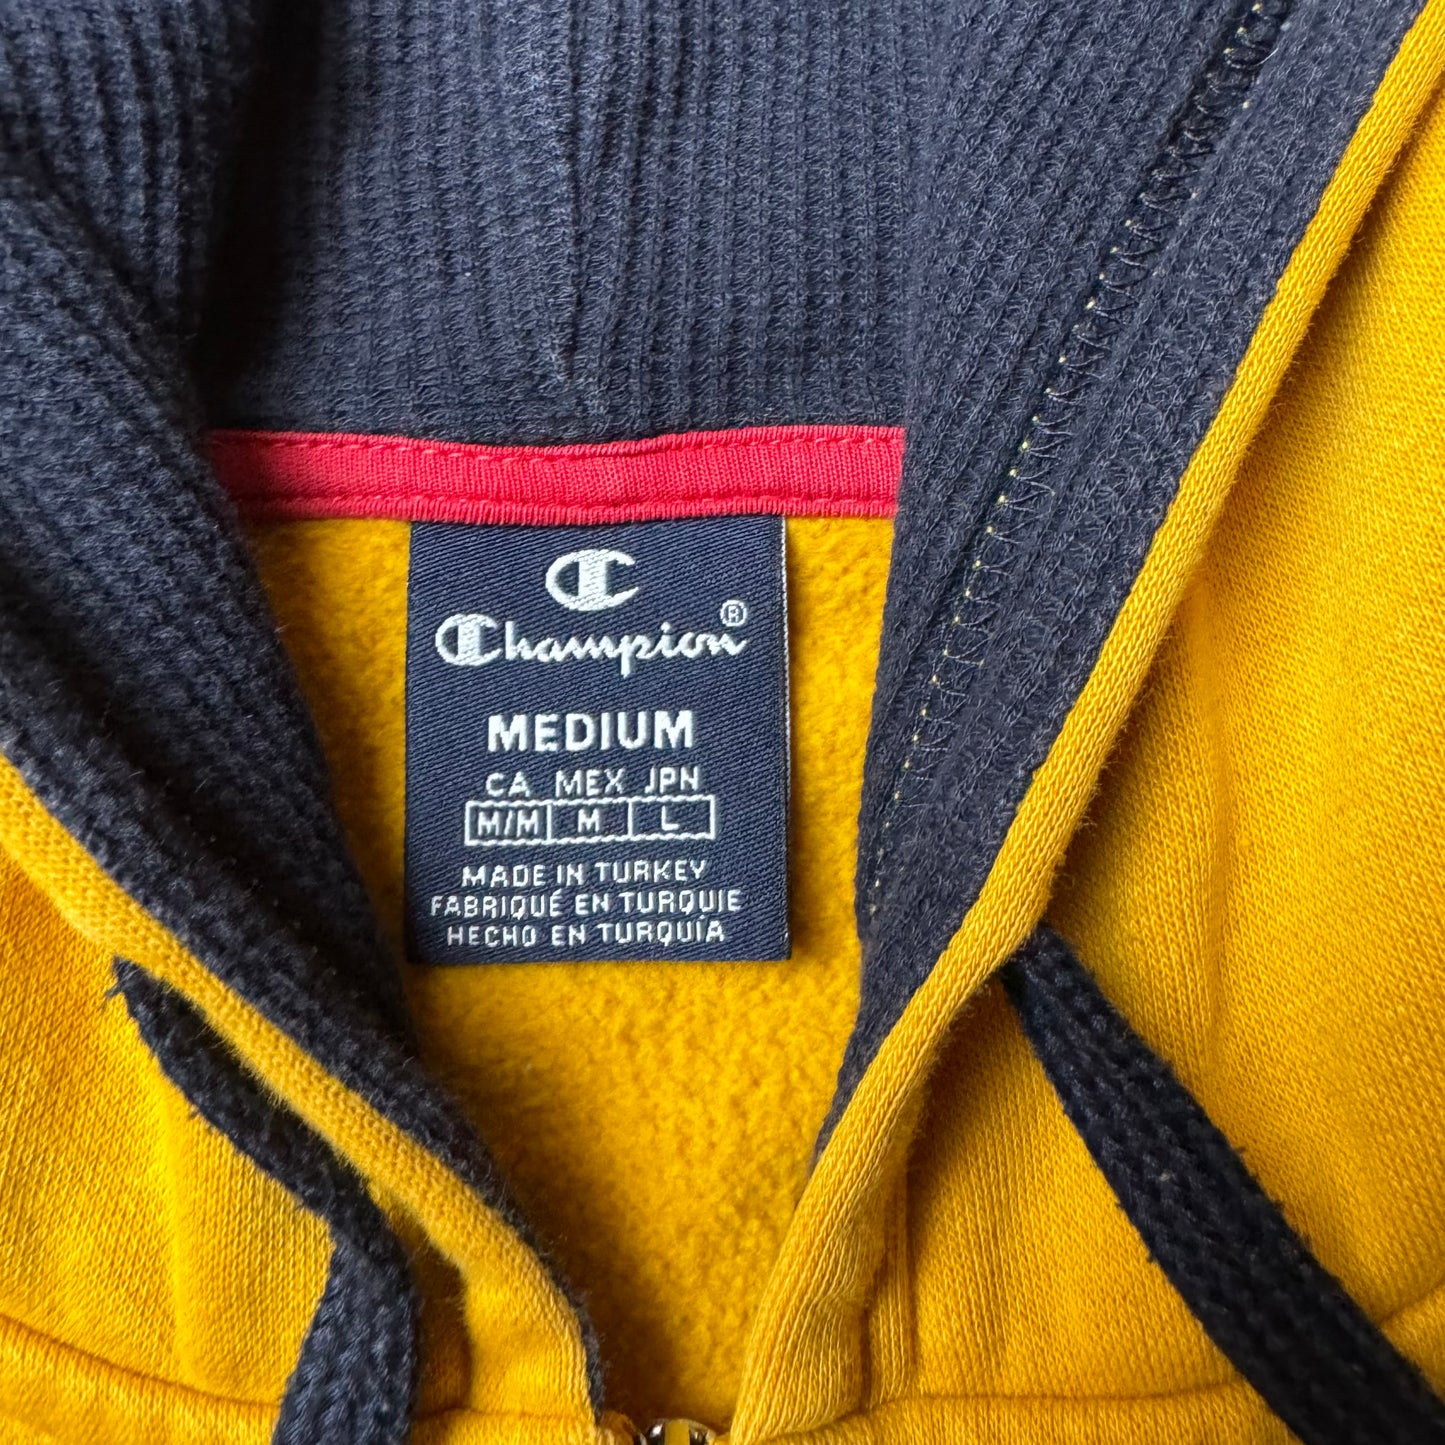 Champion®
MEDIUM
CA MEX JPN
M/M M L
MADE IN TURKEY
FABRIQUÉ EN TURQUIE
HECHO EN TURQUÍA